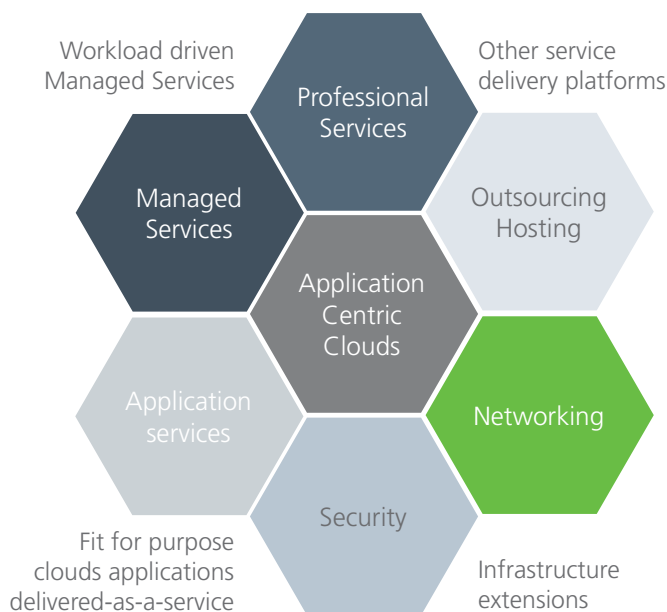 Workload driven
Managed Services
Professional
Services
Other service
delivery platforms
Managed
Services
Outsourcing
Hosting
Application
Centric
Clouds
Application
services
Networking
Security
Fit for purpose
clouds applications
delivered-as-a-service
Infrastructure
extensions